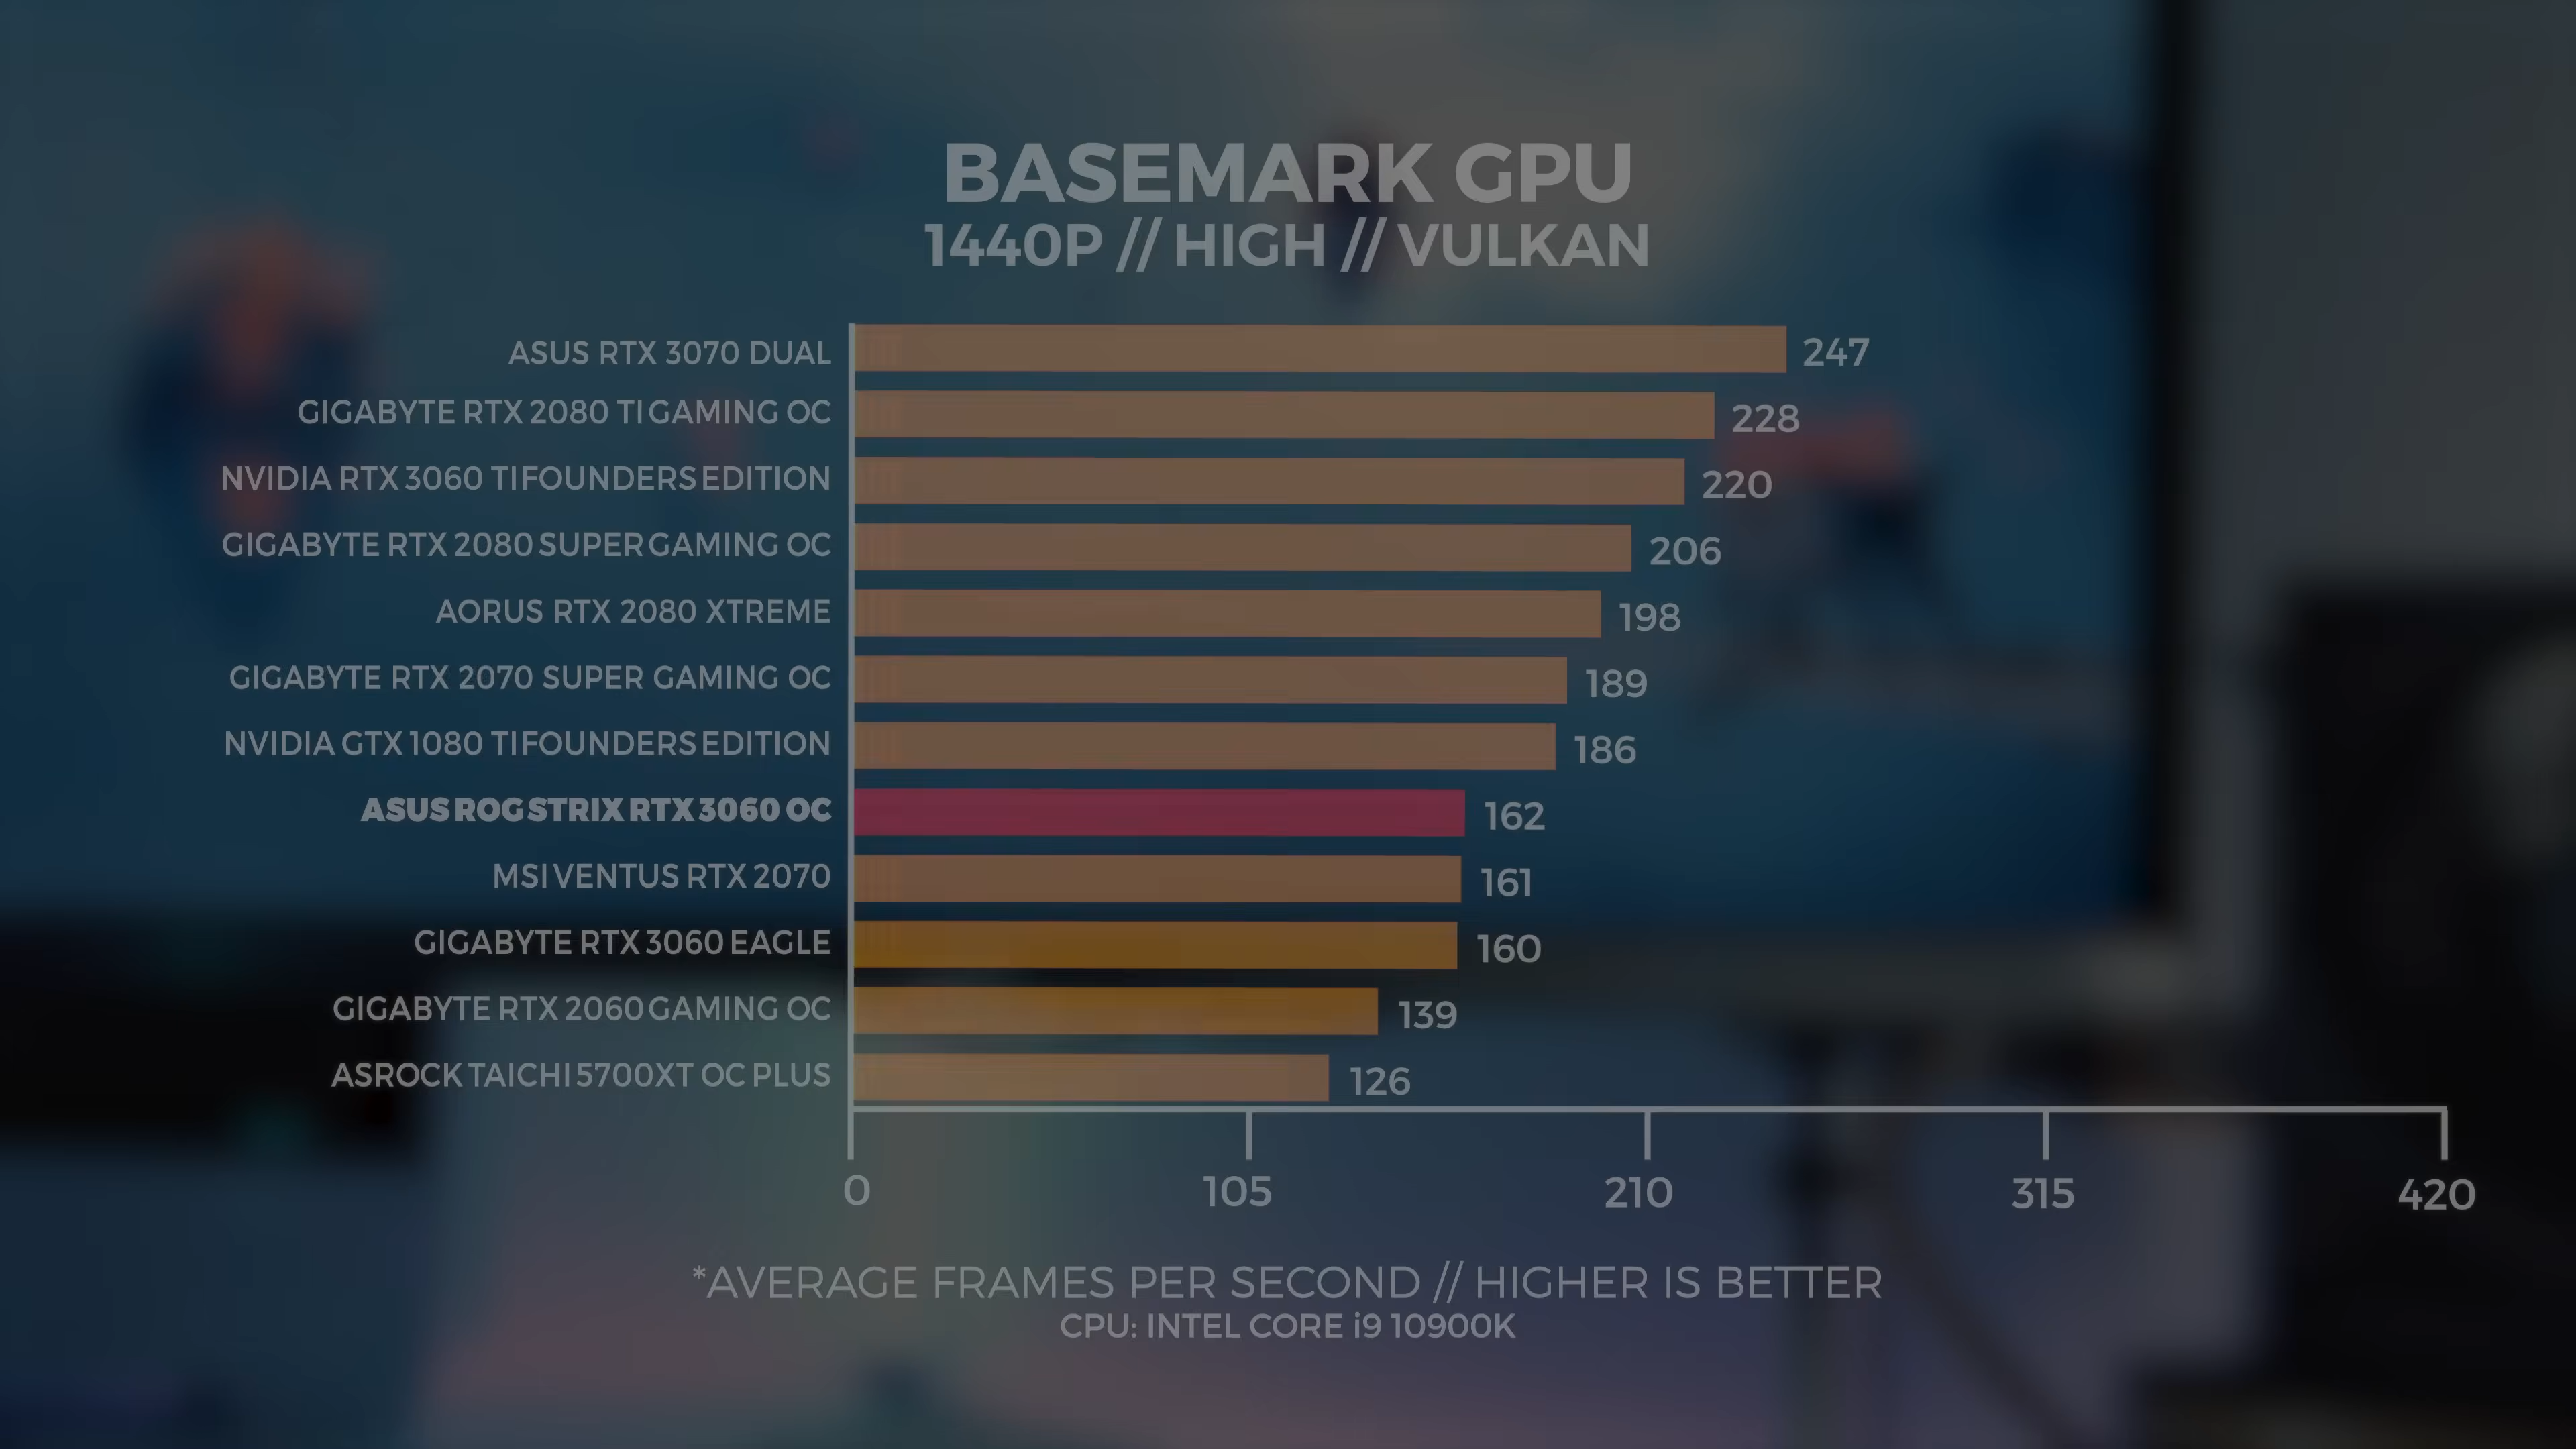 BASEMARK GPU
1440P // HIGH // VULKAN
ASUS RTX 3070 DUAL 247
GIGABYTE RTX 2080 TI GAMING OC 228
NVIDIA RTX 3060 TI FOUNDERS EDITION 220
GIGABYTE RTX 2080 SUPER GAMING OC 206
AORUS RTX 2080 XTREME 198
GIGABYTE RTX 2070 SUPER GAMING OC 189
NVIDIA GTX 1080 TI FOUNDERS EDITION 186
ASUS ROG STRIX RTX 3060 OC 162
MSI VENTUS RTX 2070 161
GIGABYTE RTX 3060 EAGLE 160
GIGABYTE RTX 2060 GAMING OC 139
ASROCK TAICHI 5700XT OC PLUS 126
0 105 210 315 420
*AVERAGE FRAMES PER SECOND // HIGHER IS BETTER
CPU: INTEL CORE i9 10900K